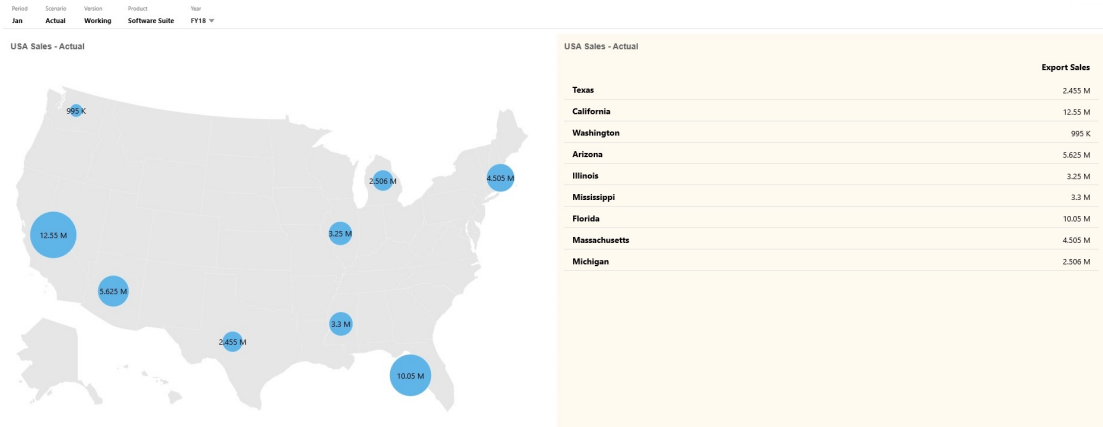 Period Scenario Version Product Year
Jan Actual Working Software Suite FY18
USA Sales - Actual
995 K
2.506 M
4.505 M
12.55 M
3.25 M
5.625 M
3.3 M
2.455 M
10.05 M
USA Sales - Actual
Export Sales
Texas 2.455 M
California 12.55 M
Washington 995 K
Arizona 5.625 M
Illinois 3.25 M
Mississippi 3.3 M
Florida 10.05 M
Massachusetts 4.505 M
Michigan 2.506 M